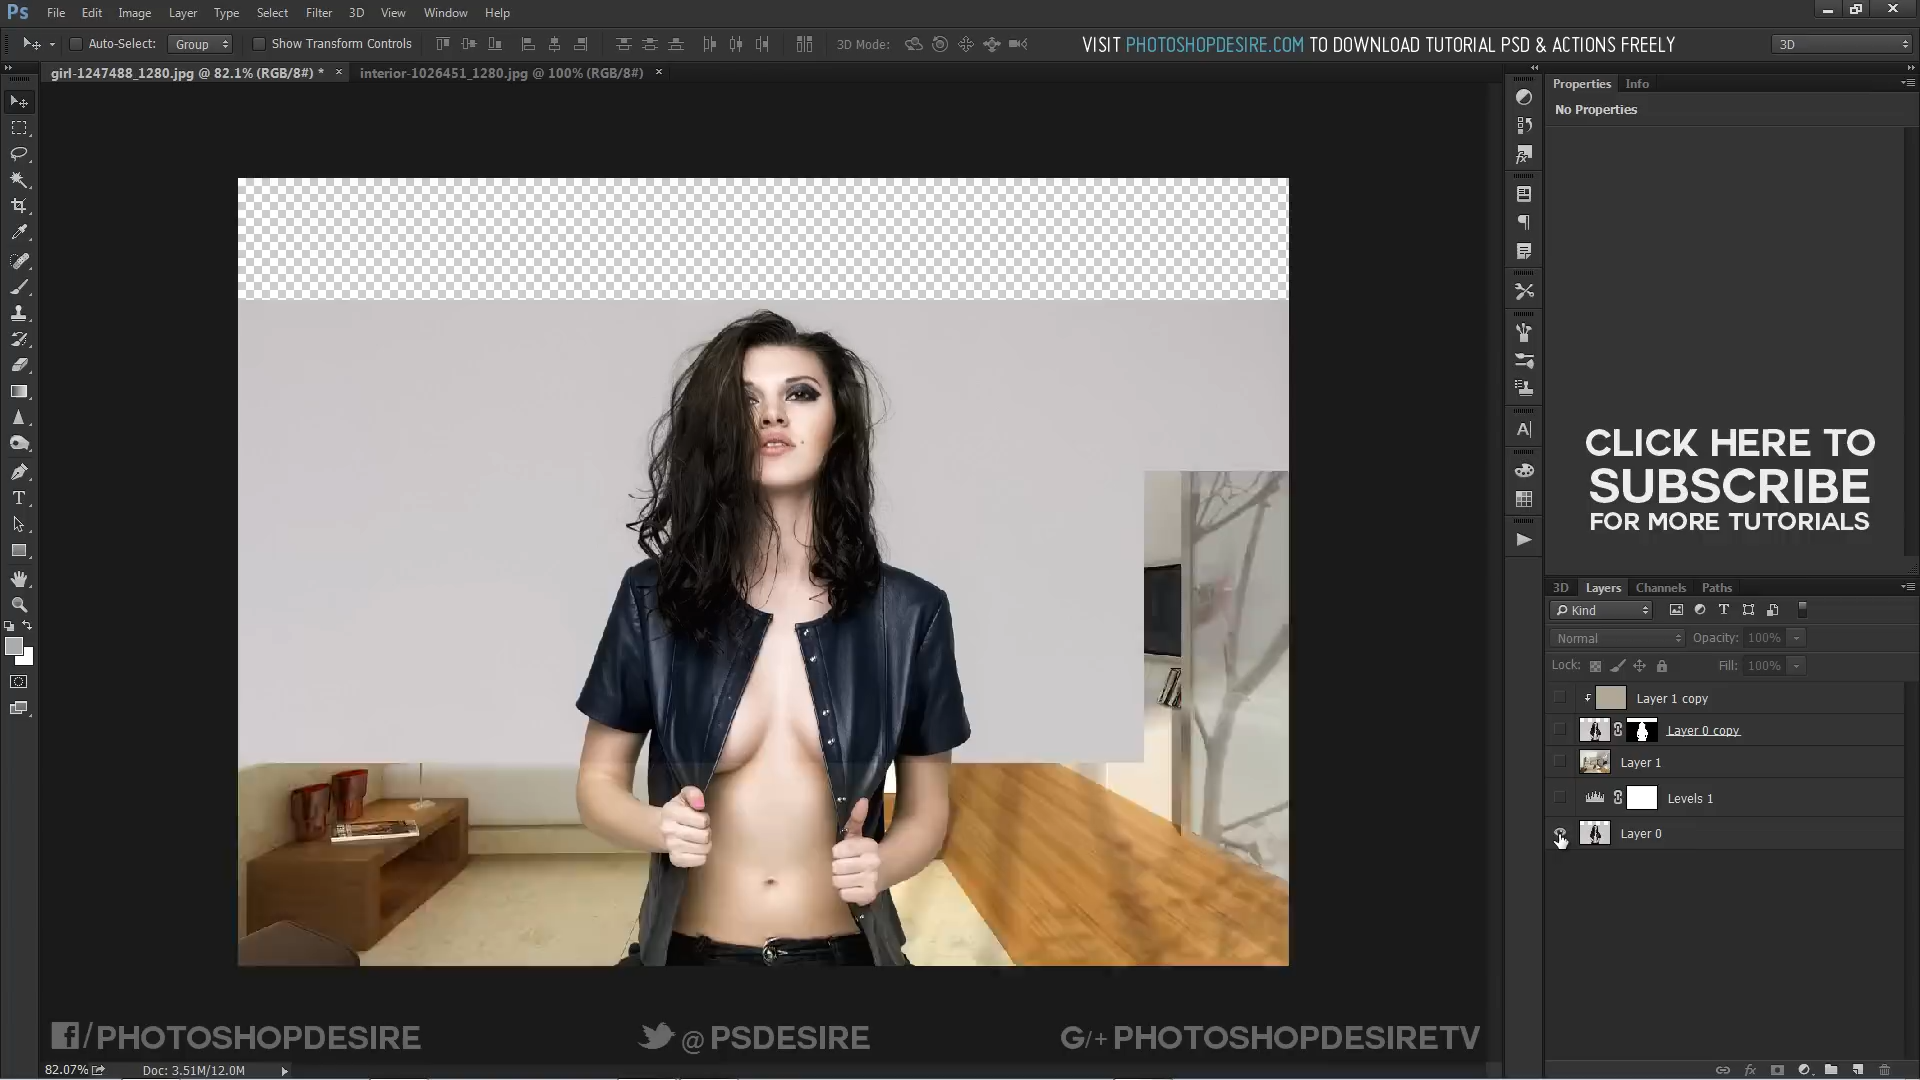 Ps File Edit Image Layer Type Select Filter 3D View Window Help
Auto-Select: Group Show Transform Controls 3D Mode: VISIT PHOTOSHOPDESIRE.COM TO DOWNLOAD TUTORIAL PSD & ACTIONS FREELY 3D
girl-1247488_1280.jpg @ 82.1% (RGB/8#) * × interior-1026451_1280.jpg @ 100% (RGB/8#) ×
Properties Info
No Properties
CLICK HERE TO
SUBSCRIBE
FOR MORE TUTORIALS
3D Layers Channels Paths
Kind
Normal Opacity: 100%
Lock: Fill: 100%
Layer 1 copy
Layer 0 copy
Layer 1
Levels 1
Layer 0
f/PHOTOSHOPDESIRE @PSDESIRE G/+PHOTOSHOPDESIRETV
82.07% Doc: 3.51M/12.0M